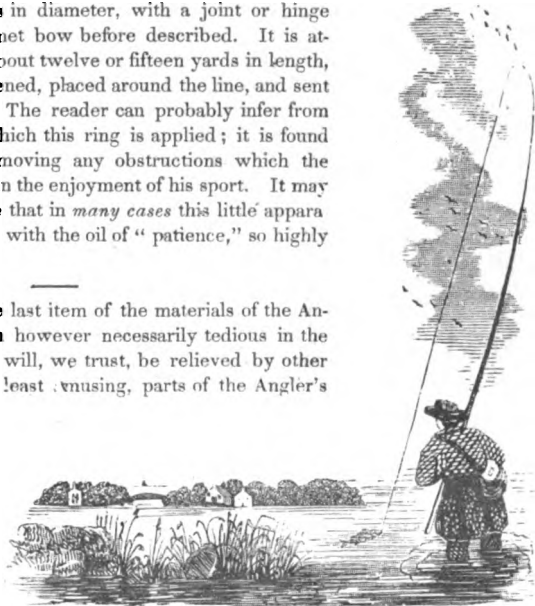 in diameter, with a joint or hinge
net bow before described. It is at-
bout twelve or fifteen yards in length,
ened, placed around the line, and sent
The reader can probably infer from
hich this ring is applied; it is found
moving any obstructions which the
n the enjoyment of his sport. It may
that in many cases this little appara
with the oil of " patience," so highly
last item of the materials of the An-
however necessarily tedious in the
will, we trust, be relieved by other
least amusing, parts of the Angler's